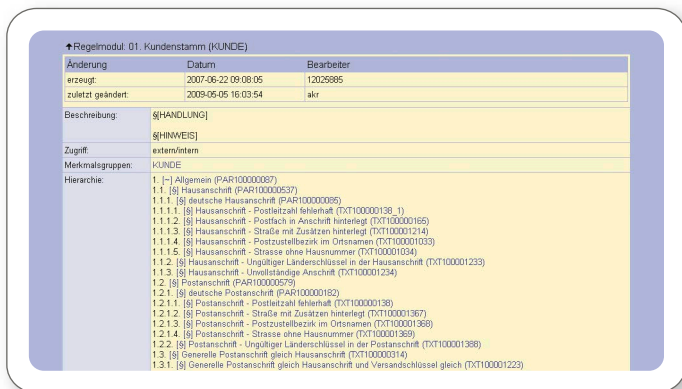 ↑Regelmodul: 01. Kundenstamm (KUNDE)
Änderung Datum Bearbeiter
erzeugt: 2007-06-22 09:08:05 12025885
zuletzt geändert: 2009-05-05 16:03:54 akr
Beschreibung: §[HANDLUNG]
§[HINWEIS]
Zugriff: extern/intern
Merkmalsgruppen: KUNDE
Hierarchie: 1. [~] Allgemein (PAR100000087)
1.1. [§] Hausanschrift (PAR100000537)
1.1.1. [§] deutsche Hausanschrift (PAR100000085)
1.1.1.1. [§] Hausanschrift - Postleitzahl fehlerhaft (TXT100000138_1)
1.1.1.2. [§] Hausanschrift - Postfach in Anschrift hinterlegt (TXT100000165)
1.1.1.3. [§] Hausanschrift - Straße mit Zusätzen hinterlegt (TXT100001214)
1.1.1.4. [§] Hausanschrift - Postzustellbezirk im Ortsnamen (TXT100001033)
1.1.1.5. [§] Hausanschrift - Strasse ohne Hausnummer (TXT100001034)
1.1.2. [§] Hausanschrift - Ungültiger Länderschlüssel in der Hausanschrift (TXT100001233)
1.1.3. [§] Hausanschrift - Unvollständige Anschrift (TXT100001234)
1.2. [§] Postanschrift (PAR100000579)
1.2.1. [§] deutsche Postanschrift (PAR100000182)
1.2.1.1. [§] Postanschrift - Postleitzahl fehlerhaft (TXT100000138)
1.2.1.2. [§] Postanschrift - Straße mit Zusätzen hinterlegt (TXT100001367)
1.2.1.3. [§] Postanschrift - Postzustellbezirk im Ortsnamen (TXT100001368)
1.2.1.4. [§] Postanschrift - Strasse ohne Hausnummer (TXT100001369)
1.2.2. [§] Postanschrift - Ungültiger Länderschlüssel in der Postanschrift (TXT100001388)
1.3. [§] Generelle Postanschrift gleich Hausanschrift (TXT100000314)
1.3.1. [§] Generelle Postanschrift gleich Hausanschrift und Versandschlüssel gleich (TXT100001223)